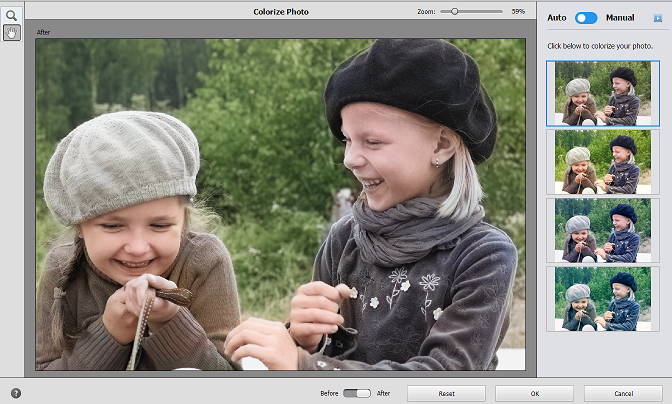 Colorize Photo
Zoom: 59%
Auto Manual
After
Click below to colorize your photo.
Before After
Reset
OK
Cancel